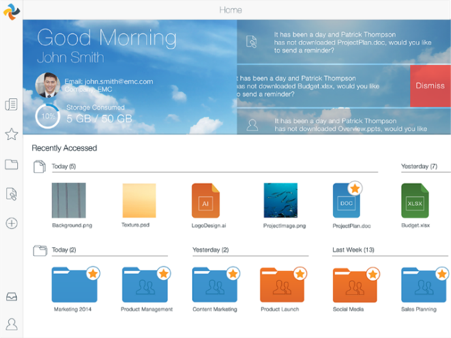 Home
Good Morning
John Smith
Email: john.smith@emc.com
EMC
Storage Consumed
10%
5 GB / 50 GB
It has been a day and Patrick Thompson
has not downloaded ProjectPlan.doc, would you like
to send a reminder?
It has been a day and Patrick Thompson
has not downloaded Budget.xlsx, would you like
to send a reminder?
Dismiss
It has been a day and Patrick Thompson
has not downloaded Overview.ppts, would you like
Recently Accessed
Today (5)
Yesterday (7)
AI
DOC
XLSX
Background.png
Texture.psd
LogoDesign.ai
ProjectImage.png
ProjectPlan.doc
Budget.xlsx
Today (2)
Yesterday (2)
Last Week (13)
Marketing 2014
Product Management
Content Marketing
Product Launch
Social Media
Sales Planning